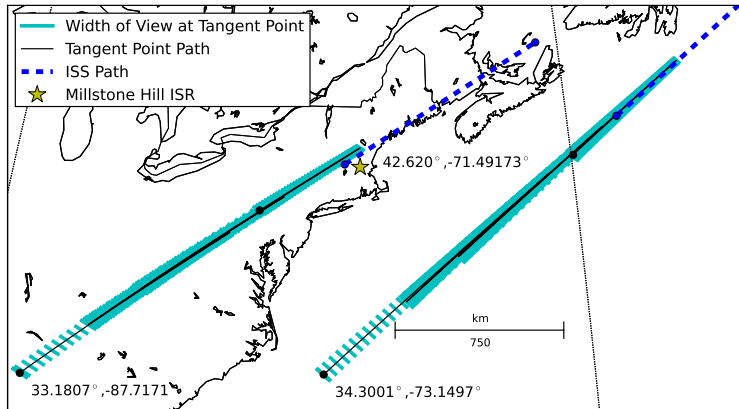 Width of View at Tangent Point
Tangent Point Path
ISS Path
Millstone Hill ISR
42.620°,-71.49173°
km
750
33.1807°,-87.7171
34.3001°,-73.1497°